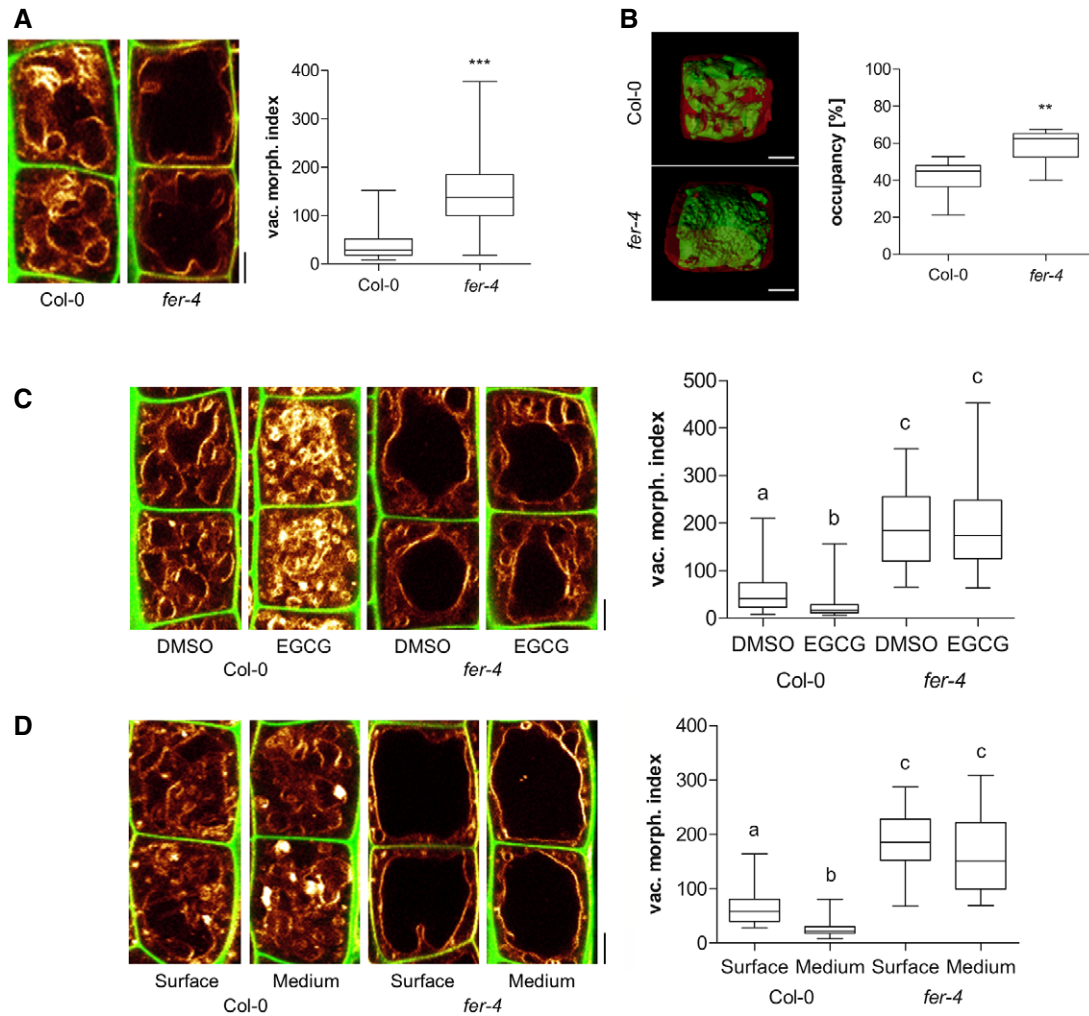 A
B
Col-0
fer-4
vac. morph. index
400
300
200
100
0
***
Col-0
fer-4
Col-0
fer-4
occupancy [%]
100
80
60
40
20
0
**
Col-0
fer-4
C
DMSO EGCG DMSO EGCG
Col-0 fer-4
vac. morph. index
500
400
300
200
100
0
a b c c
DMSO EGCG DMSO EGCG
Col-0 fer-4
D
Surface Medium Surface Medium
Col-0 fer-4
vac. morph. index
400
300
200
100
0
a b c c
Surface Medium Surface Medium
Col-0 fer-4